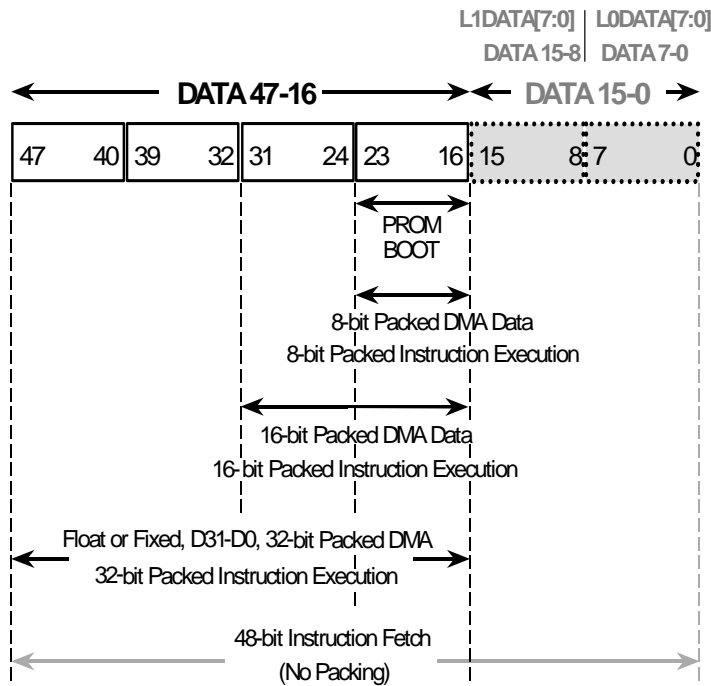 L1DATA[7:0] L0DATA[7:0]
DATA 15-8 DATA 7-0
DATA 47-16 DATA 15-0
47 40 39 32 31 24 23 16 15 8 7 0
PROM
BOOT
8-bit Packed DMA Data
8-bit Packed Instruction Execution
16-bit Packed DMA Data
16-bit Packed Instruction Execution
Float or Fixed, D31-D0, 32-bit Packed DMA
32-bit Packed Instruction Execution
48-bit Instruction Fetch
(No Packing)